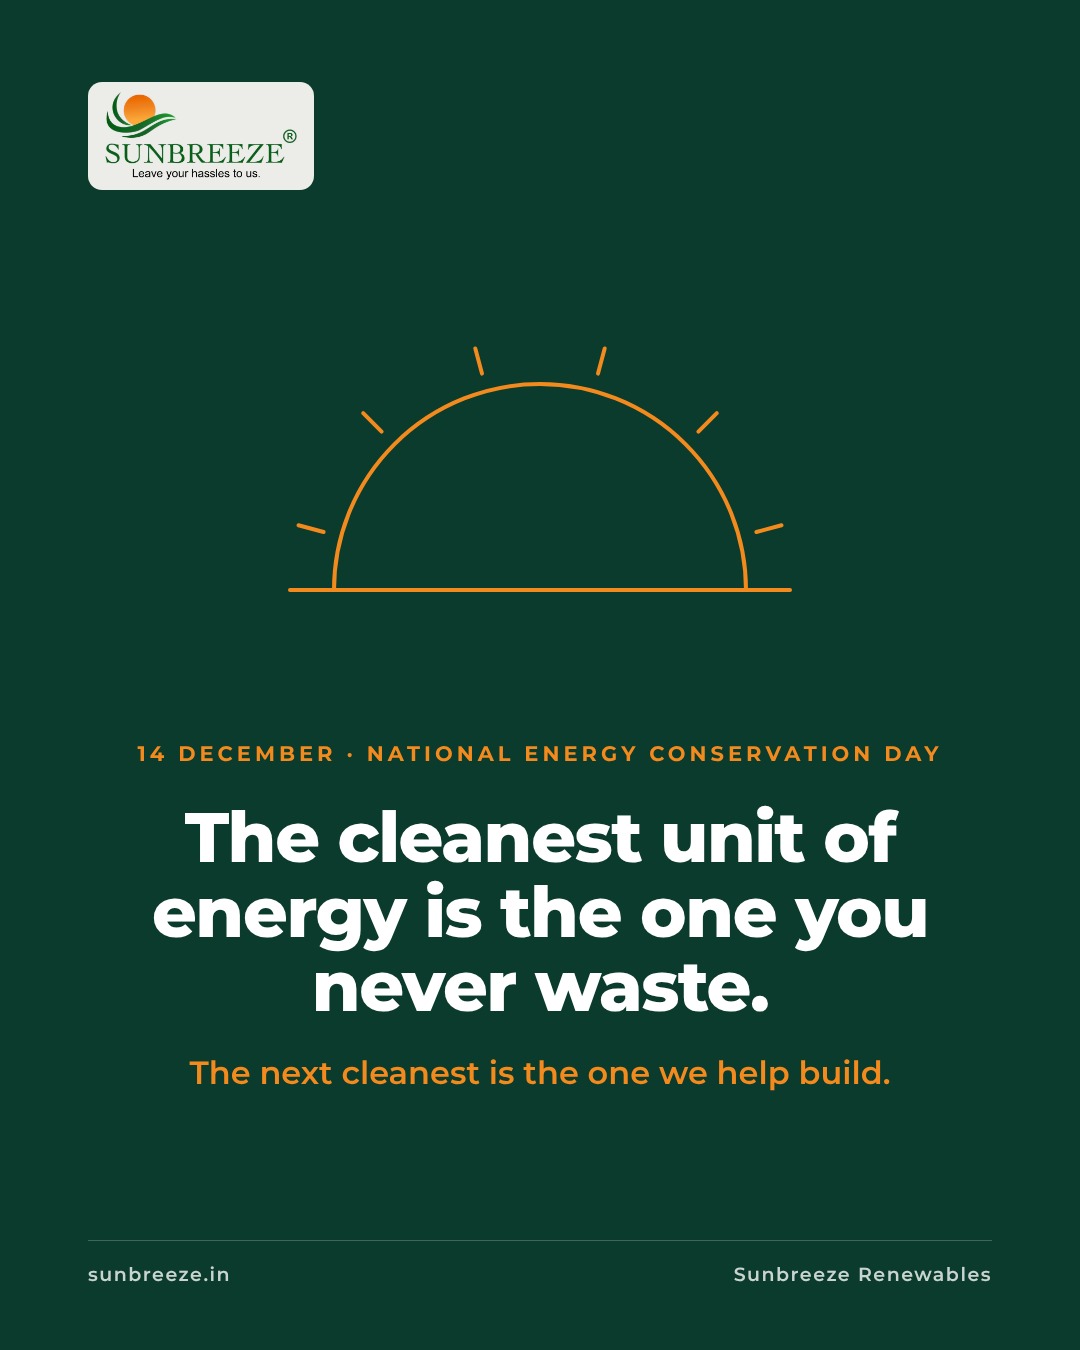 SUNBREEZE®
Leave your hassles to us.
14 DECEMBER · NATIONAL ENERGY CONSERVATION DAY
The cleanest unit of
energy is the one you
never waste.
The next cleanest is the one we help build.
sunbreeze.in
Sunbreeze Renewables